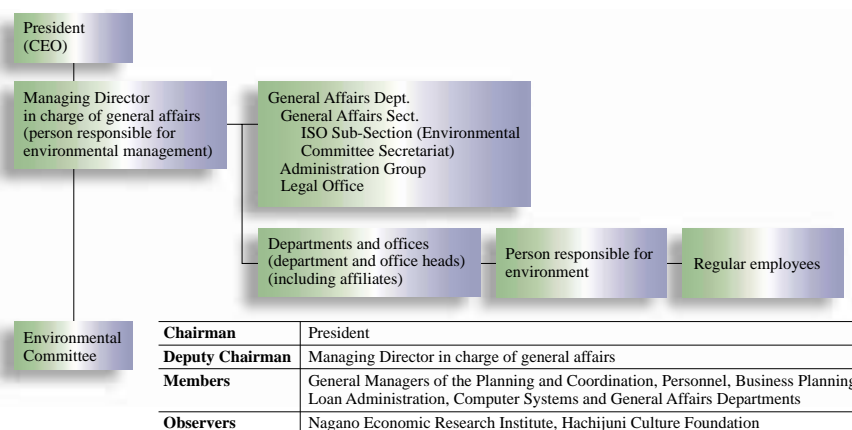 President
(CEO)
Managing Director
in charge of general affairs
(person responsible for
environmental management)
General Affairs Dept.
General Affairs Sect.
ISO Sub-Section (Environmental
Committee Secretariat)
Administration Group
Legal Office
Departments and offices
(department and office heads)
(including affiliates)
Person responsible for
environment
Regular employees
Environmental
Committee
Chairman President
Deputy Chairman Managing Director in charge of general affairs
Members General Managers of the Planning and Coordination, Personnel, Business Planning
Loan Administration, Computer Systems and General Affairs Departments
Observers Nagano Economic Research Institute, Hachijuni Culture Foundation